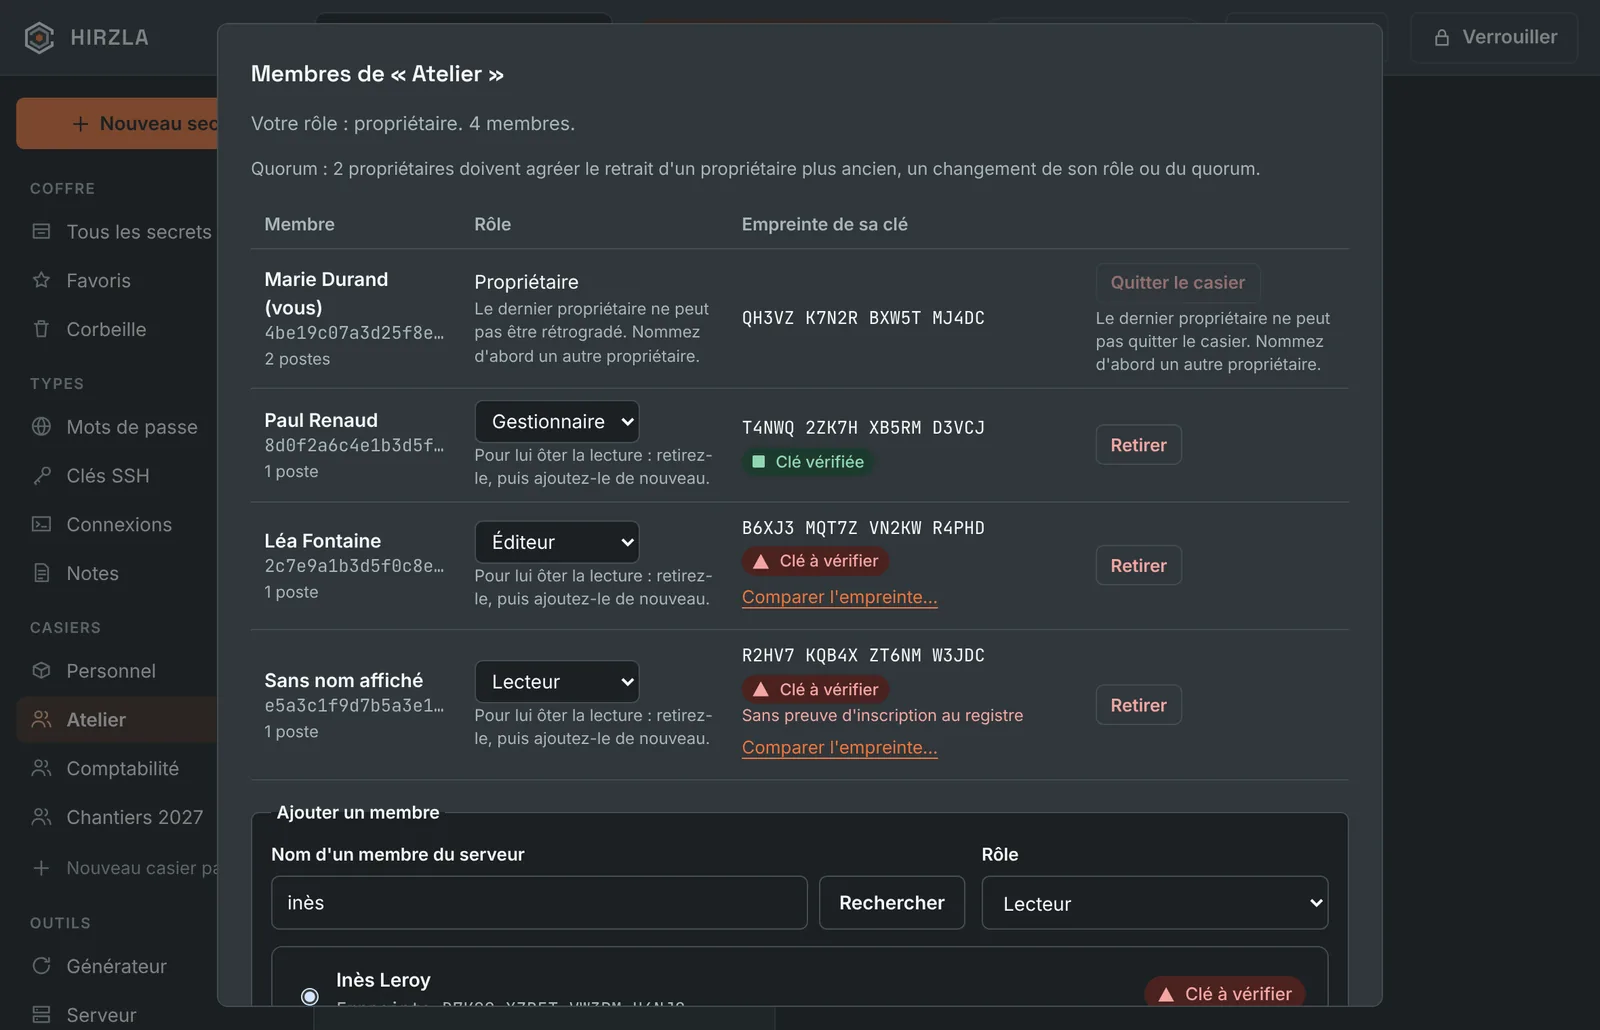 HIRZLA
Verrouiller
Nouveau sec
COFFRE
Tous les secrets
Favoris
Corbeille
TYPES
Mots de passe
Clés SSH
Connexions
Notes
CASIERS
Personnel
Atelier
Comptabilité
Chantiers 2027
Nouveau casier pa
OUTILS
Générateur
Serveur
Membres de « Atelier »
Votre rôle : propriétaire. 4 membres.
Quorum : 2 propriétaires doivent agréer le retrait d'un propriétaire plus ancien, un changement de son rôle ou du quorum.
Membre Rôle Empreinte de sa clé
Marie Durand
(vous)
4be19c07a3d25f8e…
2 postes
Propriétaire
Le dernier propriétaire ne peut
pas être rétrogradé. Nommez
d'abord un autre propriétaire.
QH3VZ K7N2R BXW5T MJ4DC
Quitter le casier
Le dernier propriétaire ne peut
pas quitter le casier. Nommez
d'abord un autre propriétaire.
Paul Renaud
8d0f2a6c4e1b3d5f…
1 poste
Gestionnaire
Pour lui ôter la lecture : retirez-
le, puis ajoutez-le de nouveau.
T4NWQ 2ZK7H XB5RM D3VCJ
Clé vérifiée
Retirer
Léa Fontaine
2c7e9a1b3d5f0c8e…
1 poste
Éditeur
Pour lui ôter la lecture : retirez-
le, puis ajoutez-le de nouveau.
B6XJ3 MQT7Z VN2KW R4PHD
Clé à vérifier
Comparer l'empreinte…
Retirer
Sans nom affiché
e5a3c1f9d7b5a3e1…
1 poste
Lecteur
Pour lui ôter la lecture : retirez-
le, puis ajoutez-le de nouveau.
R2HV7 KQB4X ZT6NM W3JDC
Clé à vérifier
Sans preuve d'inscription au registre
Comparer l'empreinte…
Retirer
Ajouter un membre
Nom d'un membre du serveur
Rôle
inès
Rechercher
Lecteur
Inès Leroy
Clé à vérifier